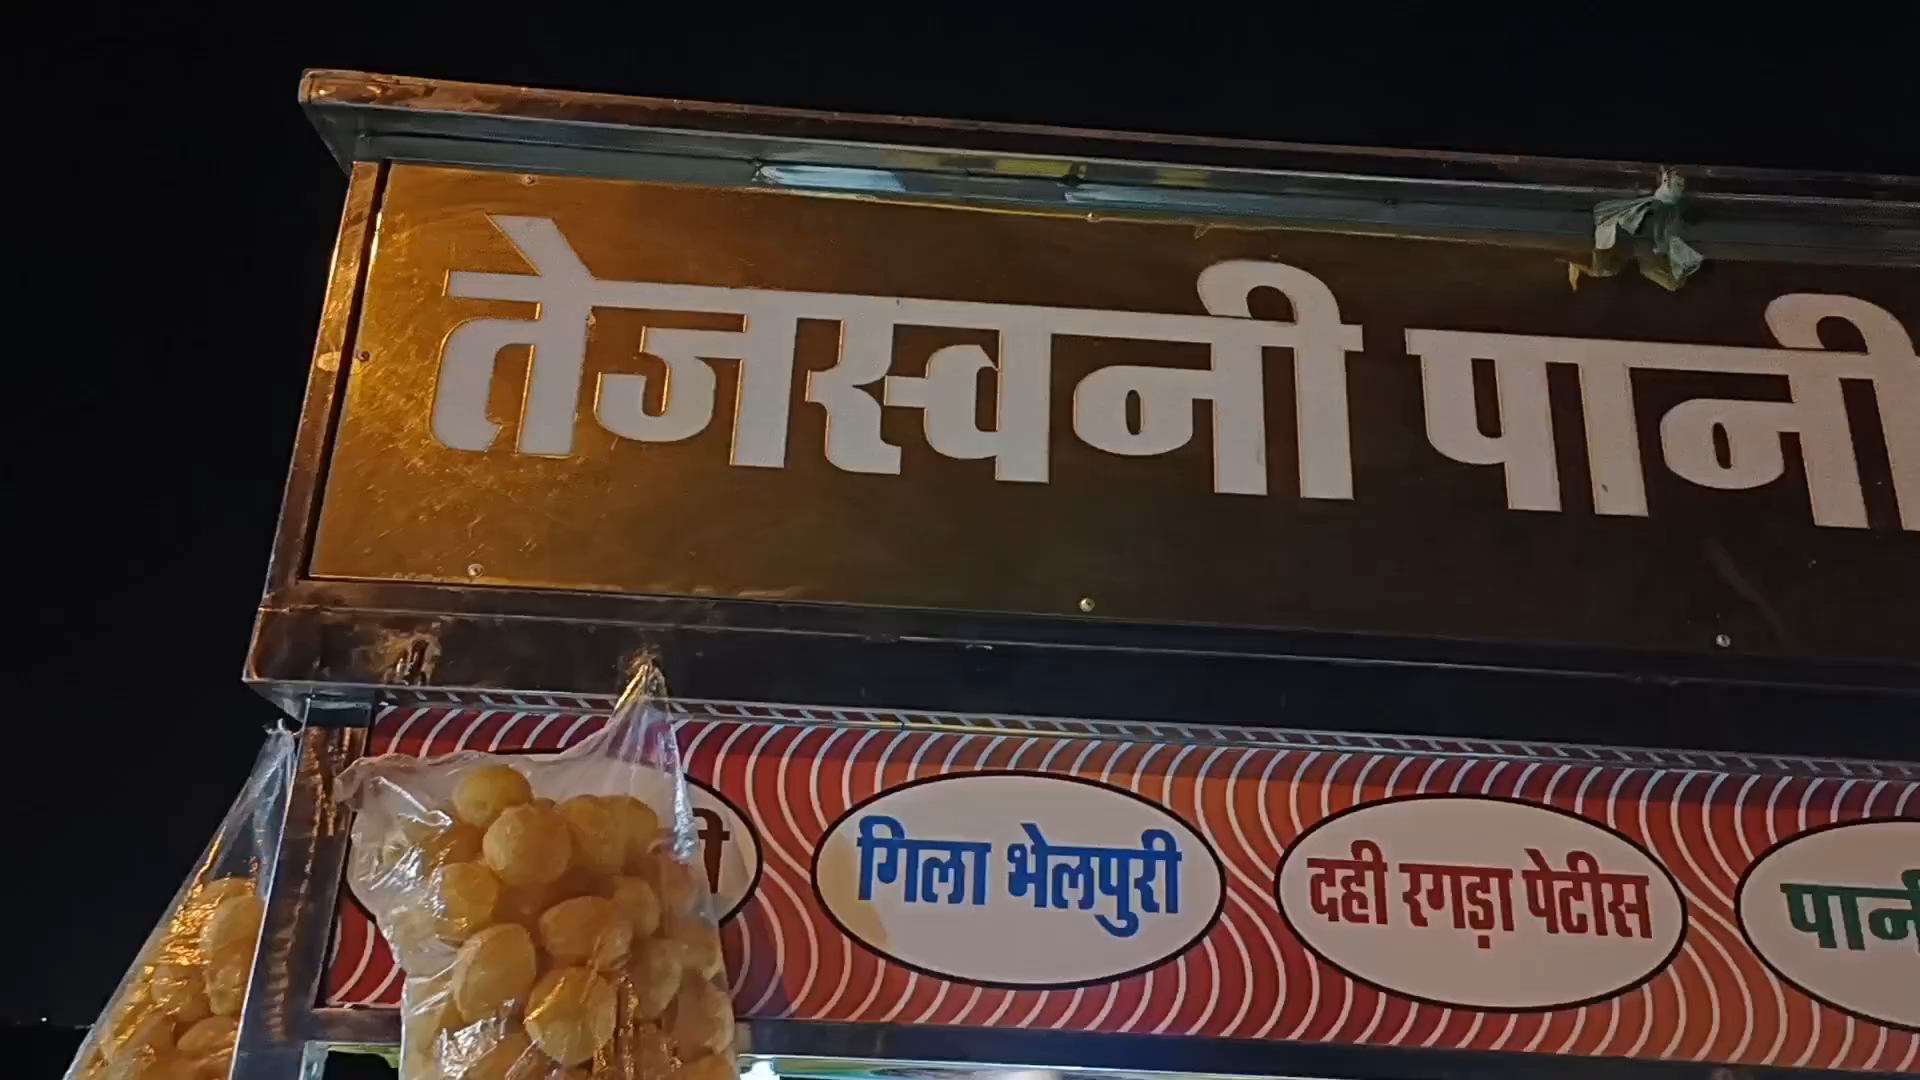 तेजस्वनी पानी
गिला भेलपुरी
दही रगडा पेटीस
पानी